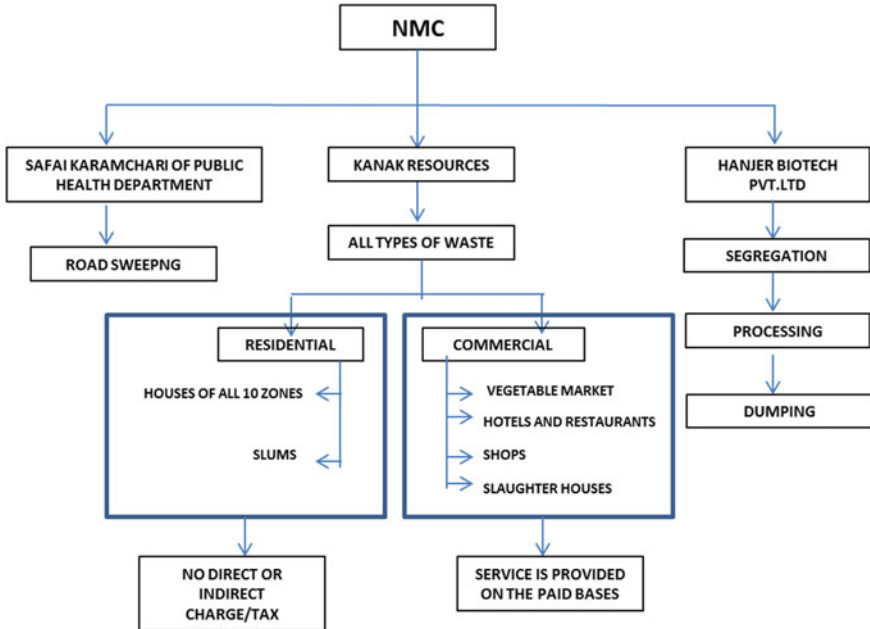 NMC
SAFAI KARAMCHARI OF PUBLIC
HEALTH DEPARTMENT
KANAK RESOURCES
HANJER BIOTECH
PVT.LTD
ROAD SWEEPNG
ALL TYPES OF WASTE
SEGREGATION
RESIDENTIAL
COMMERCIAL
PROCESSING
HOUSES OF ALL 10 ZONES
SLUMS
VEGETABLE MARKET
HOTELS AND RESTAURANTS
SHOPS
SLAUGHTER HOUSES
DUMPING
NO DIRECT OR
INDIRECT
CHARGE/TAX
SERVICE IS PROVIDED
ON THE PAID BASES